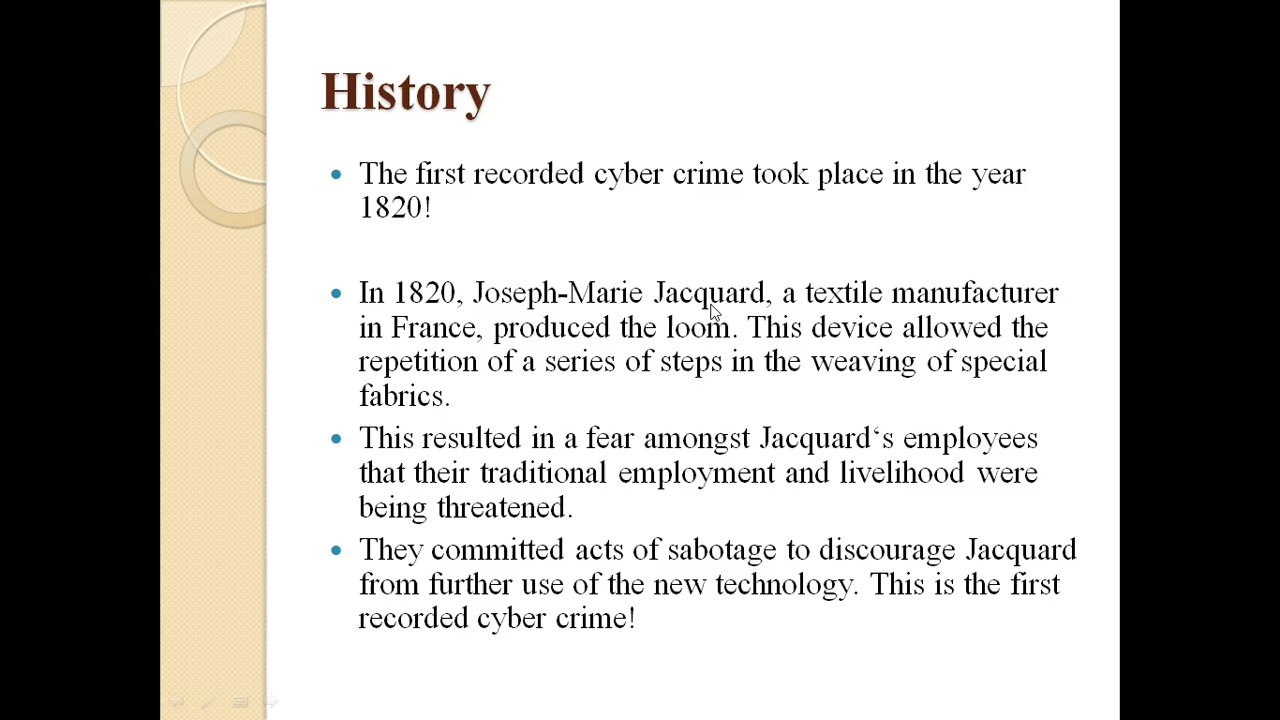 History
• The first recorded cyber crime took place in the year
1820!
• In 1820, Joseph-Marie Jacquard, a textile manufacturer
in France, produced the loom. This device allowed the
repetition of a series of steps in the weaving of special
fabrics.
• This resulted in a fear amongst Jacquard‘s employees
that their traditional employment and livelihood were
being threatened.
• They committed acts of sabotage to discourage Jacquard
from further use of the new technology. This is the first
recorded cyber crime!